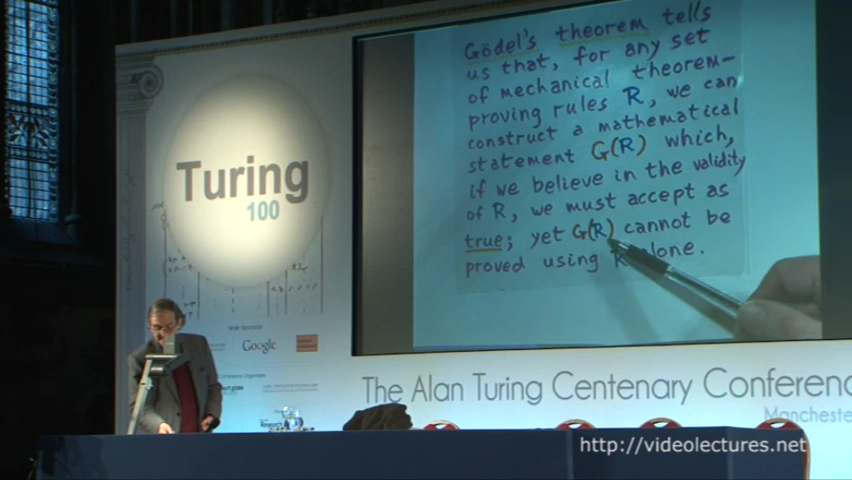 Gödel's theorem tells
us that, for any set
of mechanical theorem-
proving rules R, we can
construct a mathematical
statement G(R) which,
if we believe in the validity
of R, we must accept as
true; yet G(R) cannot be
proved using R alone.
Turing
100
Google
The Alan Turing Centenary Conferenc
Manchester
http://videolectures.net